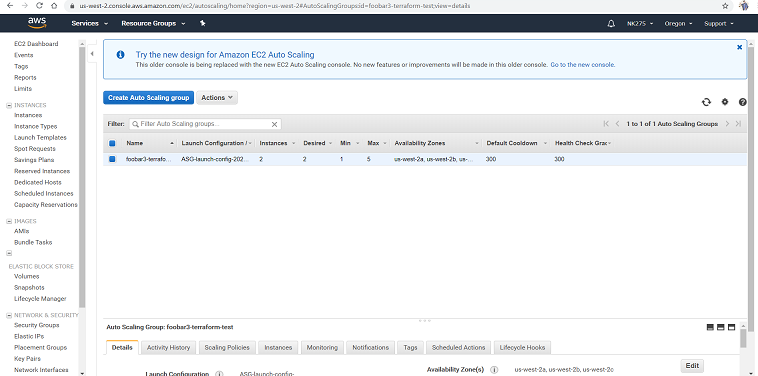 us-west-2.console.aws.amazon.com/ec2/autoscaling/home?region=us-west-2#AutoScalingGroups:id=foobar3-terraform-test;view=details
aws Services Resource Groups NK275 Oregon Support
EC2 Dashboard
Events
Tags
Reports
Limits
INSTANCES
Instances
Instance Types
Launch Templates
Spot Requests
Savings Plans
Reserved Instances
Dedicated Hosts
Scheduled Instances
Capacity Reservations
IMAGES
AMIs
Bundle Tasks
ELASTIC BLOCK STORE
Volumes
Snapshots
Lifecycle Manager
NETWORK & SECURITY
Security Groups
Elastic IPs
Placement Groups
Key Pairs
Network Interfaces
Try the new design for Amazon EC2 Auto Scaling
This older console is being replaced with the new EC2 Auto Scaling console. No new features or improvements will be made in this older console. Go to the new console.
Create Auto Scaling group Actions
Filter: Filter Auto Scaling groups... 1 to 1 of 1 Auto Scaling Groups
Name Launch Configuration / Instances Desired Min Max Availability Zones Default Cooldown Health Check Grac
foobar3-terrafo... ASG-launch-config-202... 2 2 1 5 us-west-2a, us-west-2b, us-... 300 300
Auto Scaling Group: foobar3-terraform-test
Details Activity History Scaling Policies Instances Monitoring Notifications Tags Scheduled Actions Lifecycle Hooks
Launch Configuration ASG-launch-config- Availability Zone(s) us-west-2a, us-west-2b, us-west-2c Edit